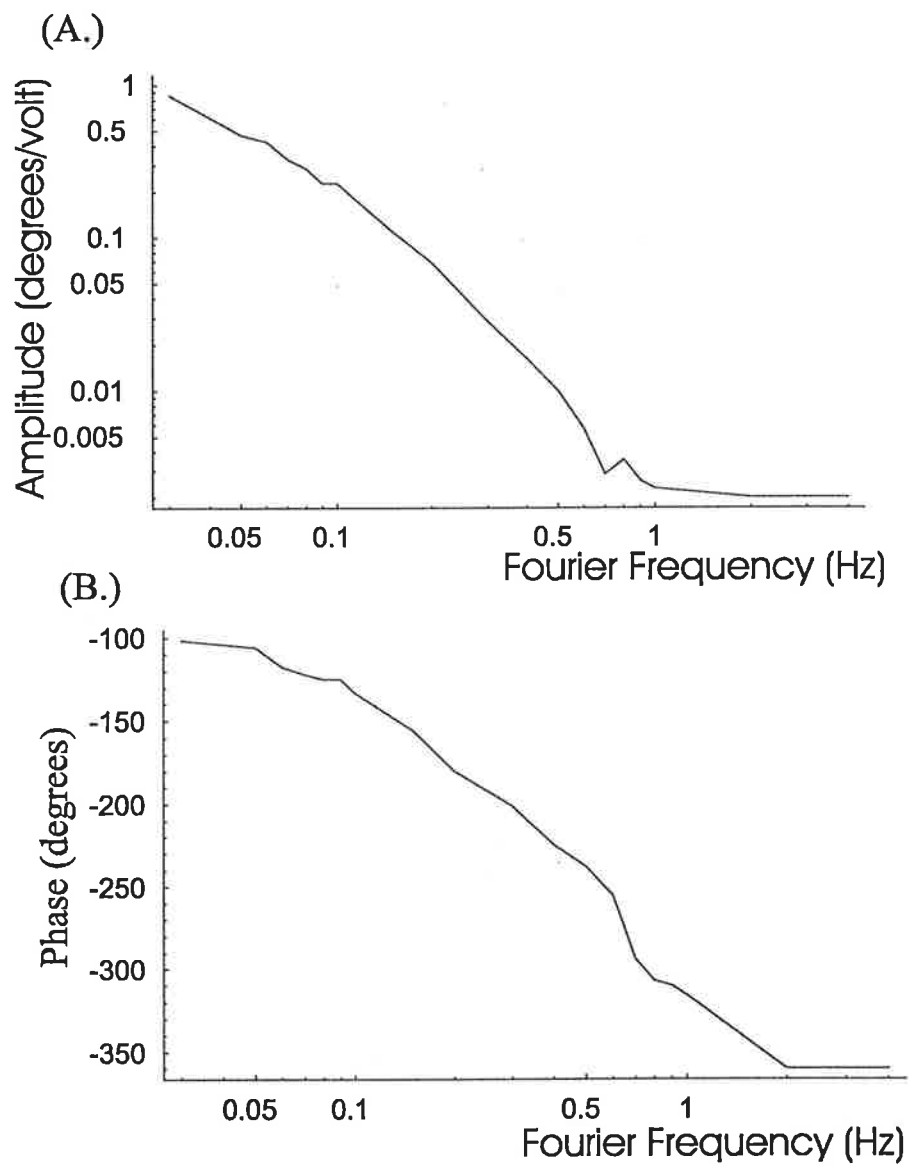 (A.)
Amplitude (degrees/volt)
1
0.5
0.1
0.05
0.01
0.005
0.05 0.1 0.5 1
Fourier Frequency (Hz)
(B.)
Phase (degrees)
-100
-150
-200
-250
-300
-350
0.05 0.1 0.5 1
Fourier Frequency (Hz)